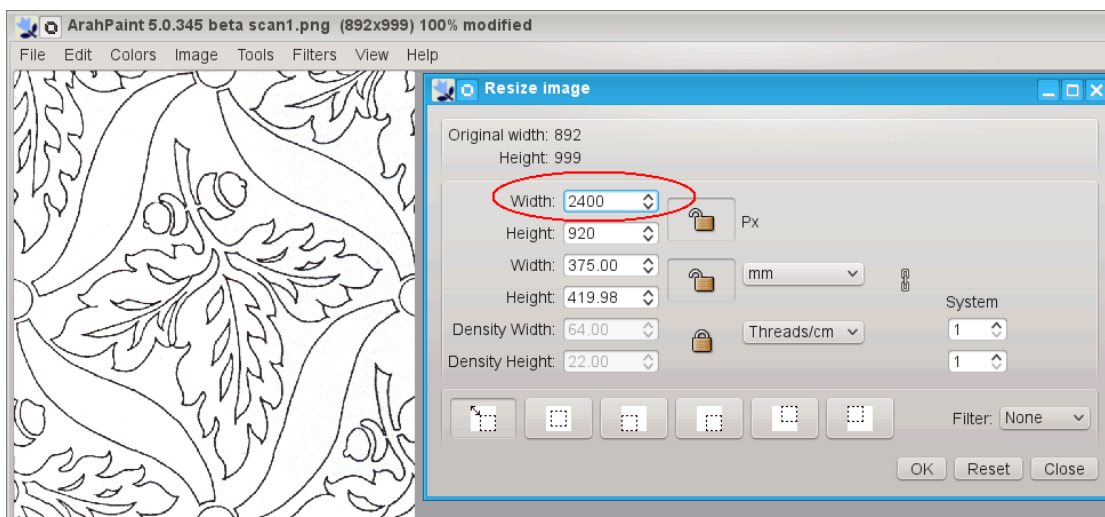 ArahPaint 5.0.345 beta scan1.png (892x999) 100% modified
File Edit Colors Image Tools Filters View Help
Resize image
Original width: 892
Height: 999
Width: 2400
Px
Height: 920
Width: 375.00
mm
Height: 419.98
System
Density Width: 64.00
Threads/cm
1
Density Height: 22.00
1
Filter: None
OK Reset Close